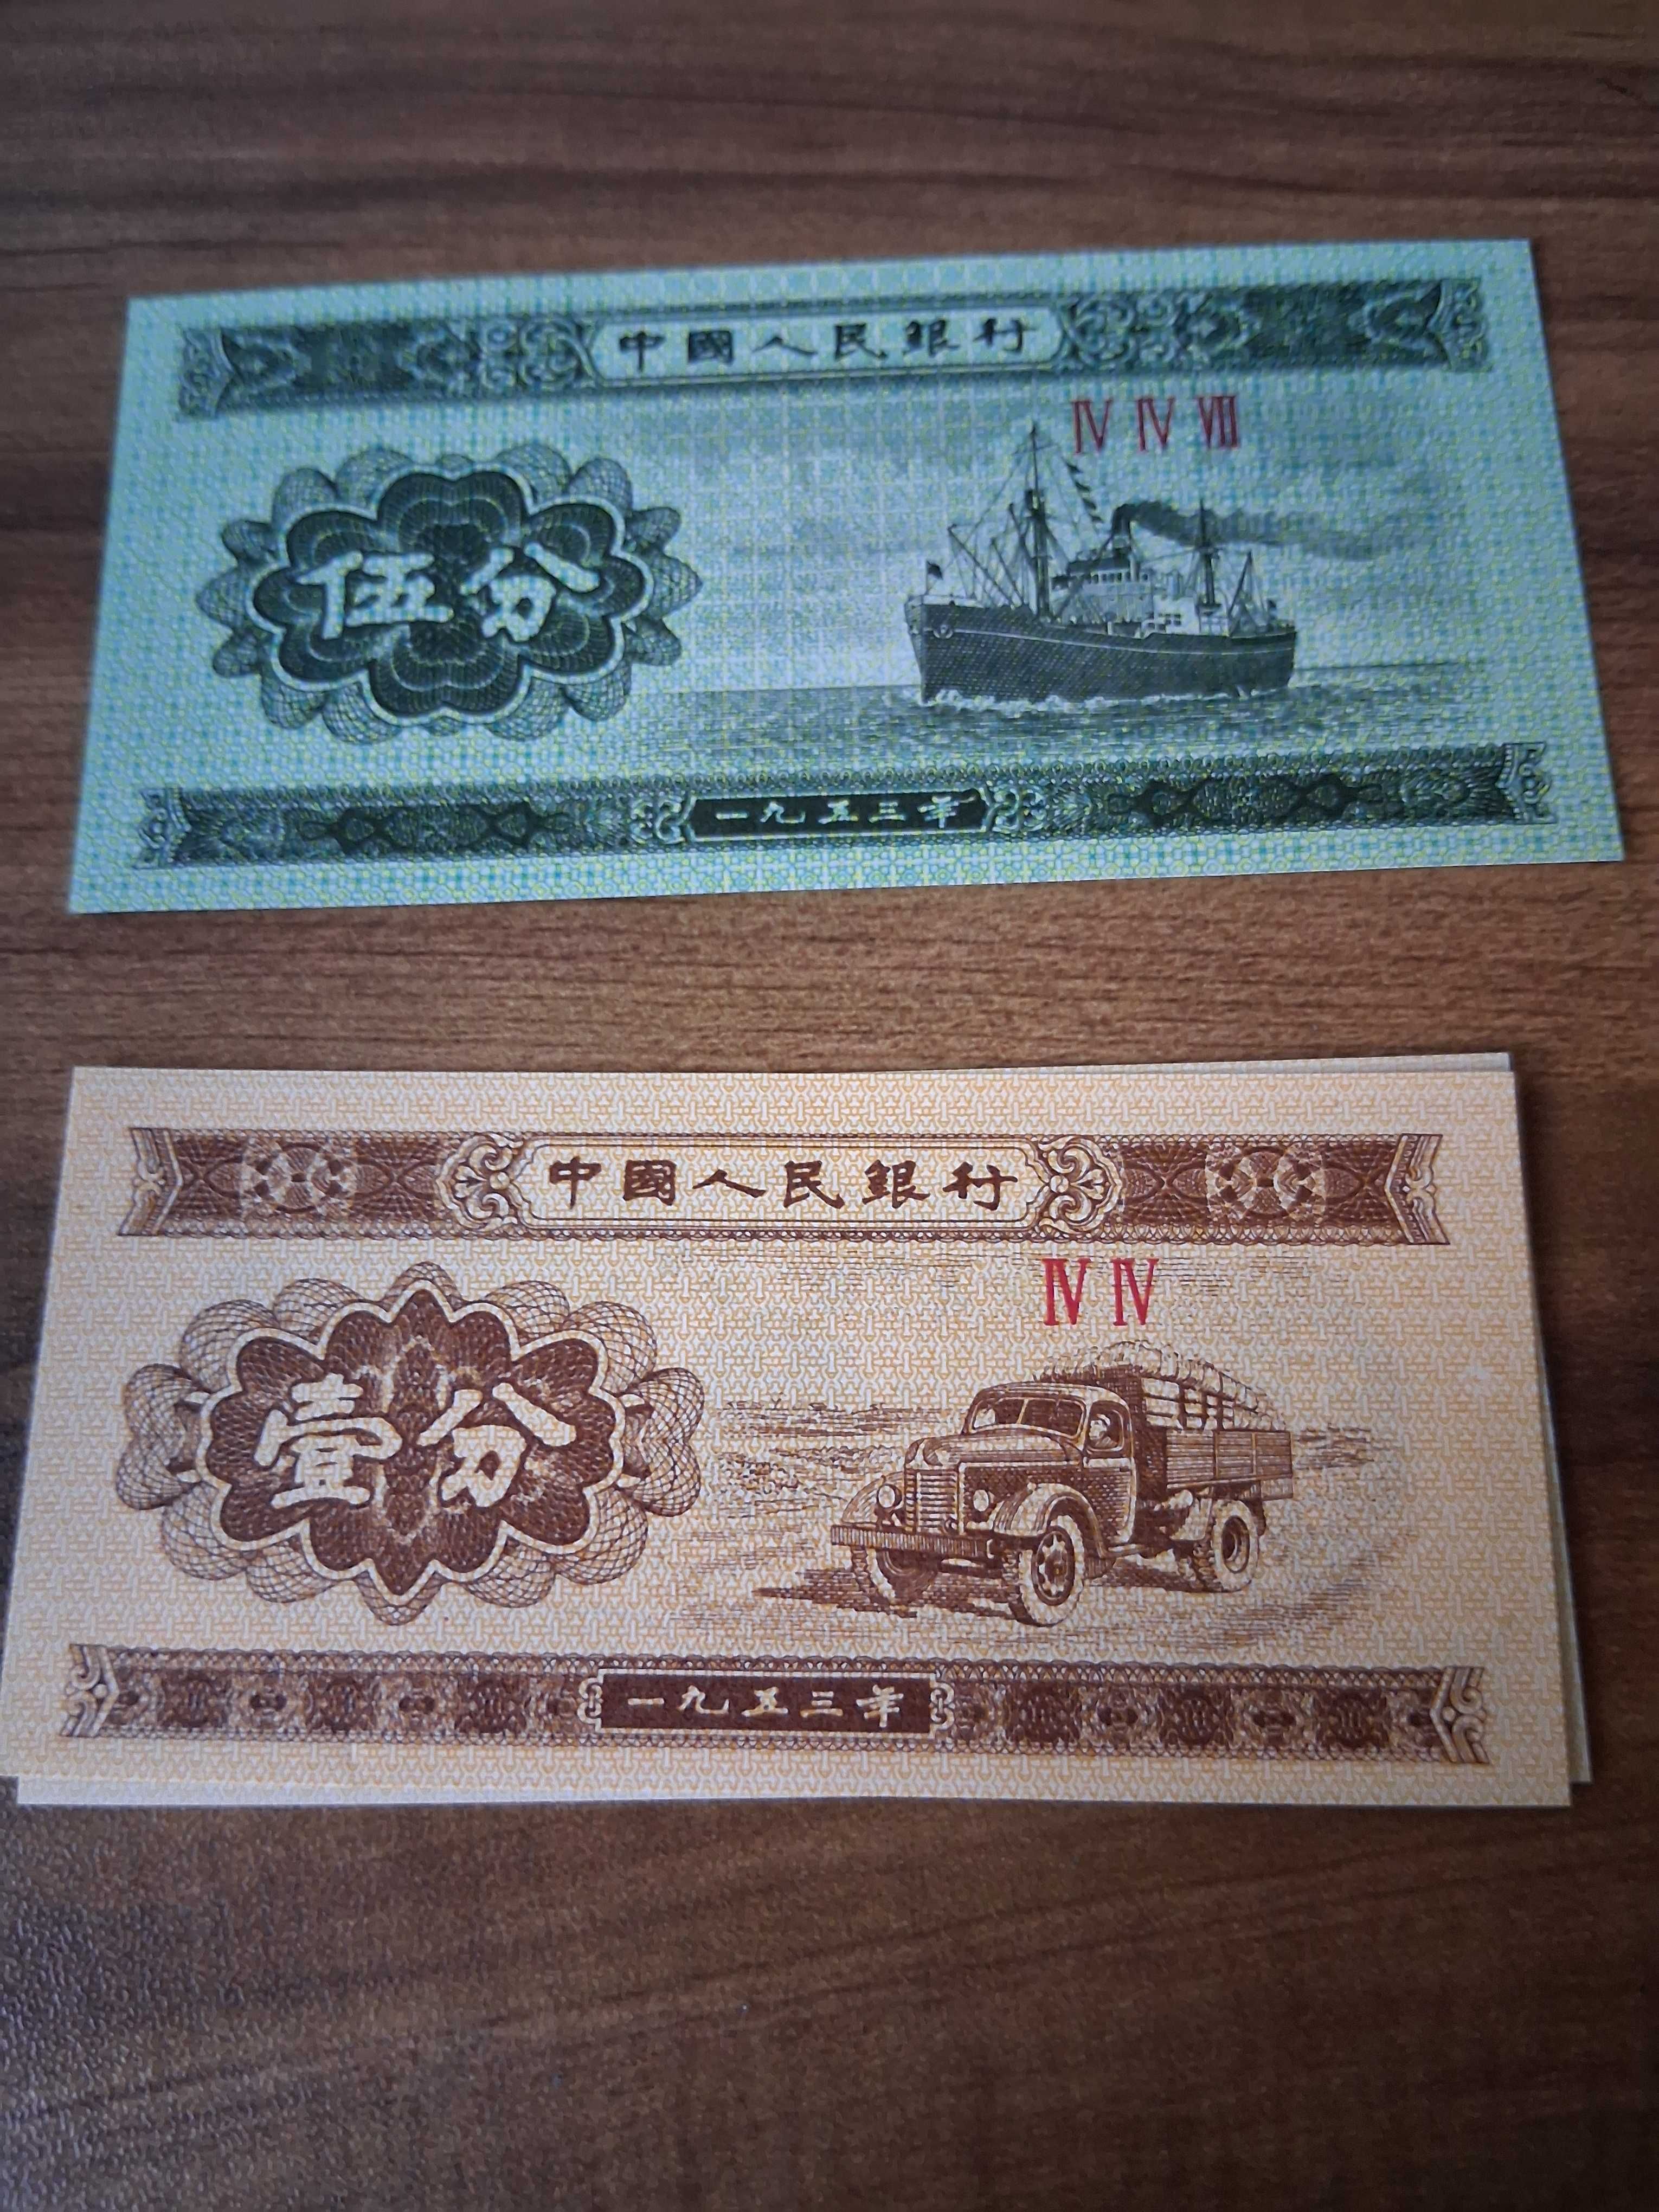 中國人民銀行
Ⅳ Ⅳ Ⅶ
伍分
一九五三年
中國人民銀行
Ⅳ Ⅳ
壹分
一九五三年